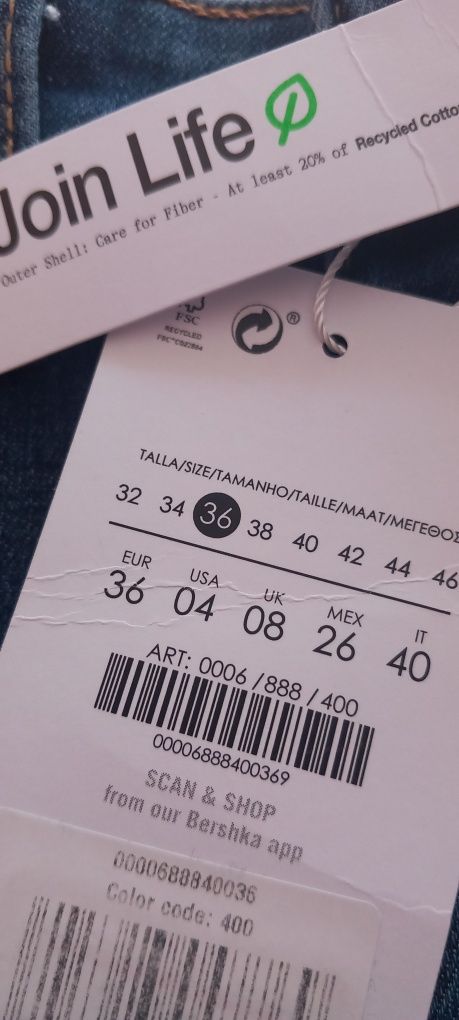 Join Life
Outer Shell: Care for Fiber - At least 20% of Recycled Cotto
FSC
RECYCLED
®
TALLA/SIZE/TAMANHO/TAILLE/MAAT/ΜΕΓΕΘΟΣ
32 34 36 38 40 42 44 46
EUR USA UK MEX IT
36 04 08 26 40
ART: 0006 /888 /400
00006888400369
SCAN & SHOP
from our Bershka app
0000688840036
Color code: 400